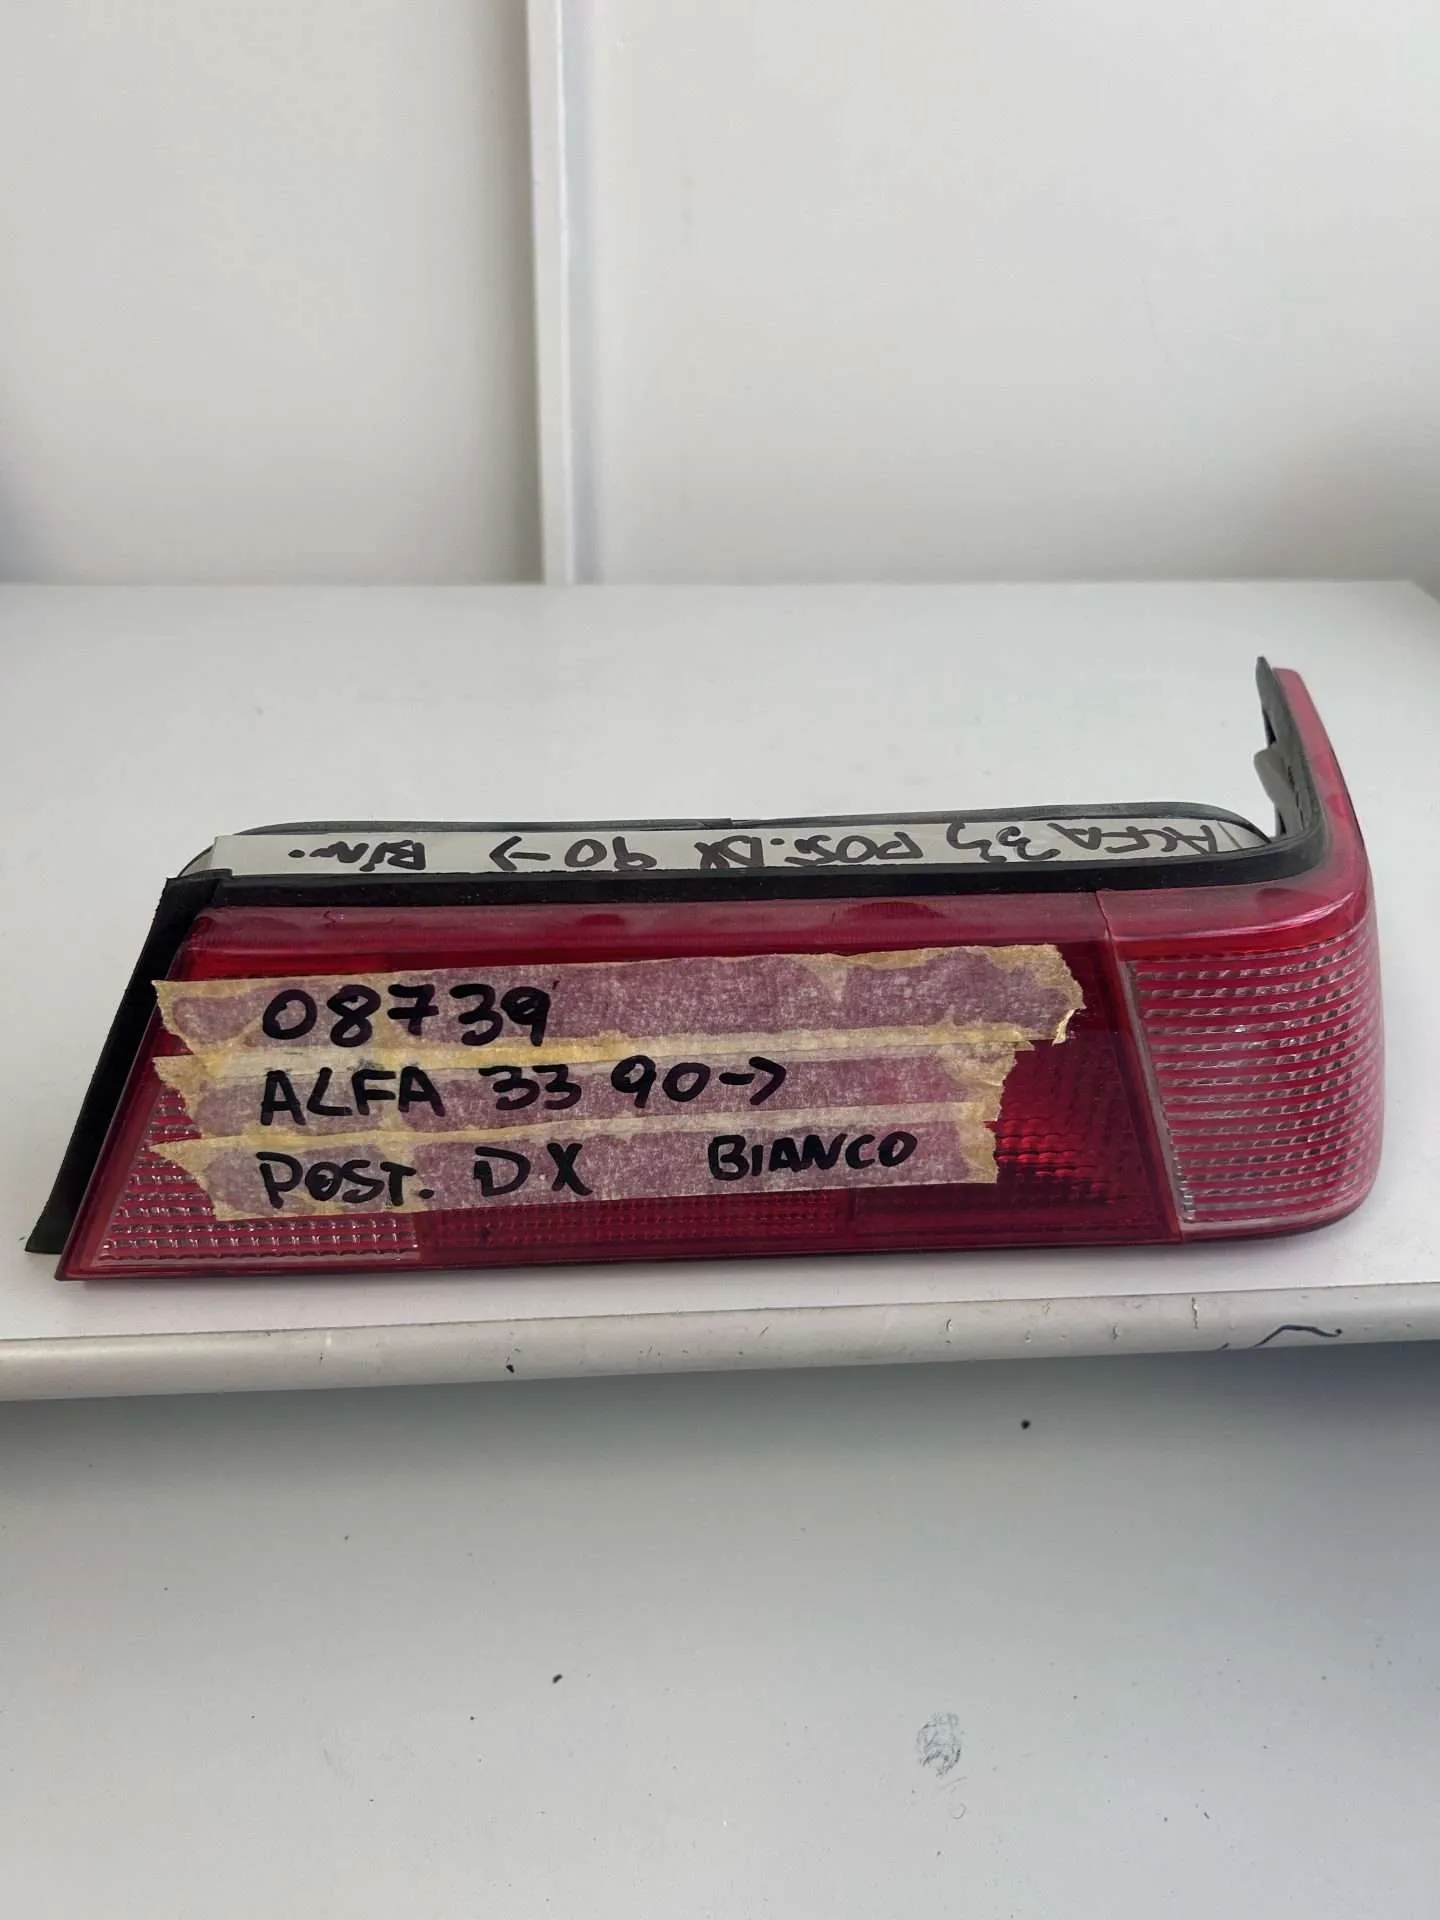 ALFA 33 POST. DX 90-> BIAN.
08739
ALFA 33 90->
POST. DX BIANCO